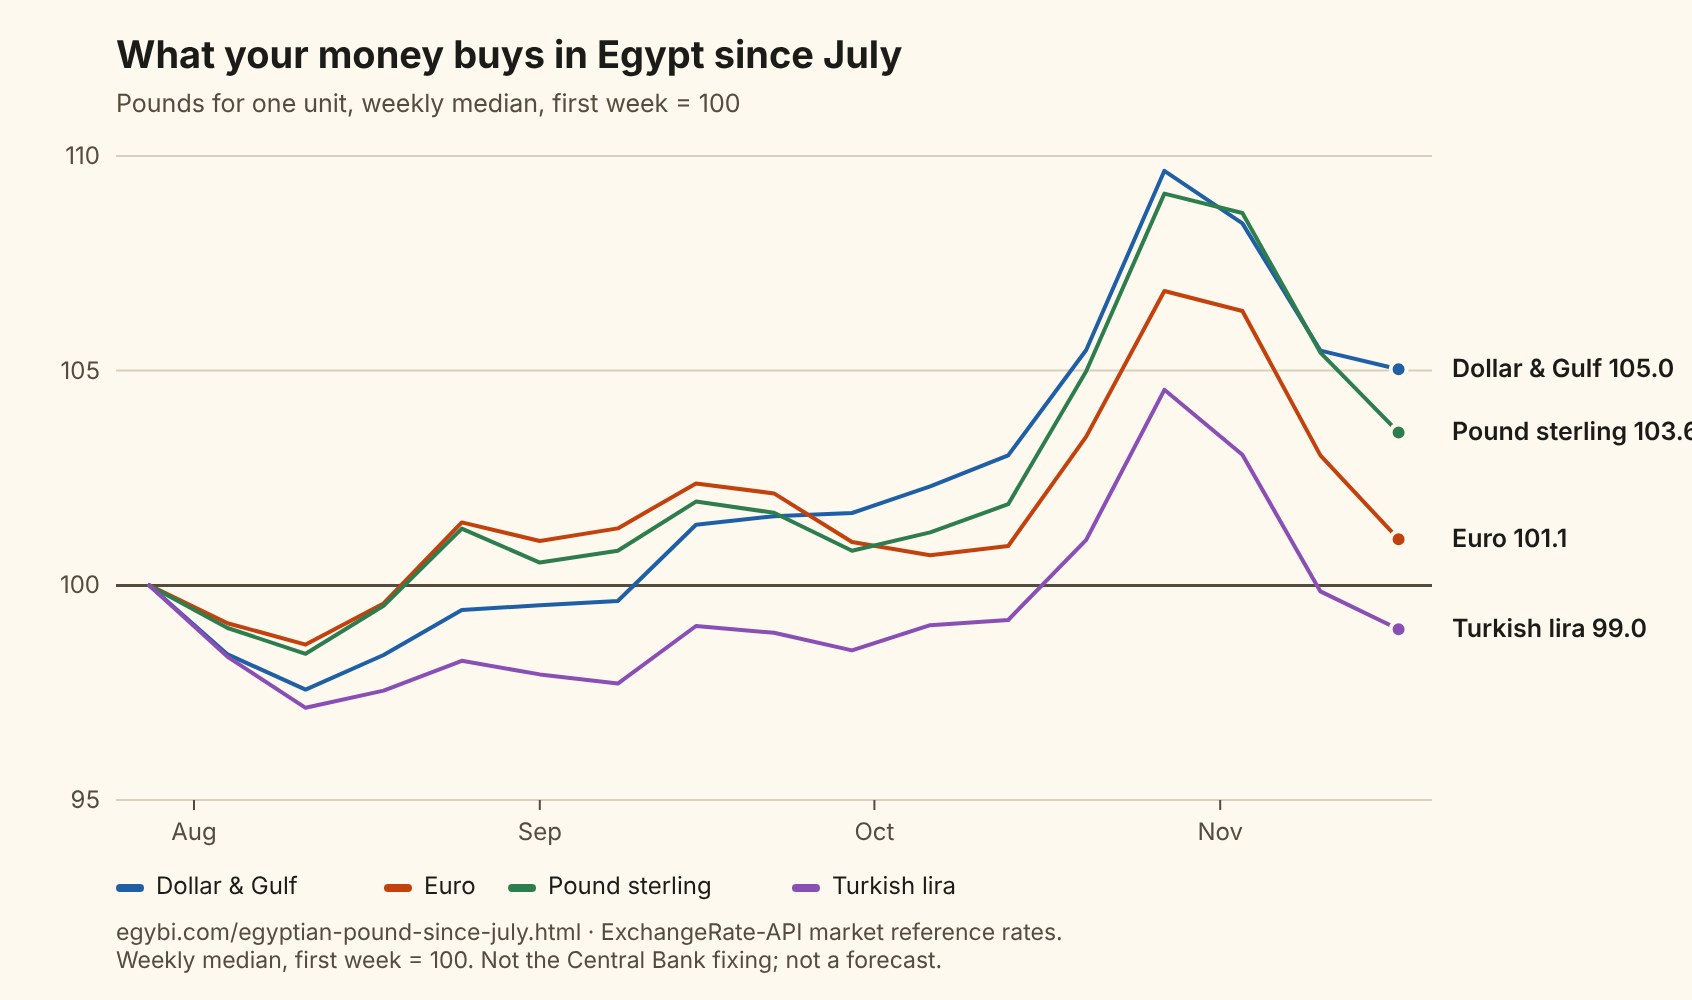 What your money buys in Egypt since July
Pounds for one unit, weekly median, first week = 100
110
105
100
95
Dollar & Gulf 105.0
Pound sterling 103.6
Euro 101.1
Turkish lira 99.0
Aug Sep Oct Nov
Dollar & Gulf Euro Pound sterling Turkish lira
egybi.com/egyptian-pound-since-july.html · ExchangeRate-API market reference rates.
Weekly median, first week = 100. Not the Central Bank fixing; not a forecast.